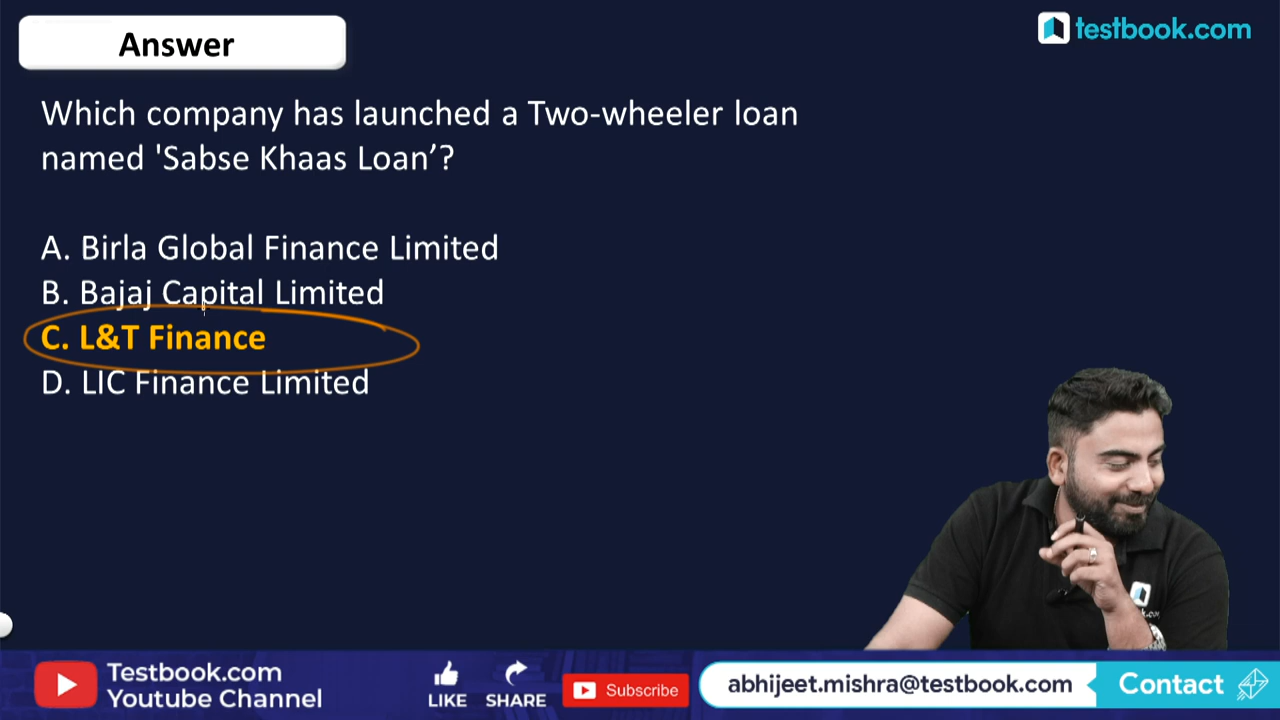 Answer
testbook.com
Which company has launched a Two-wheeler loan
named 'Sabse Khaas Loan’?
A. Birla Global Finance Limited
B. Bajaj Capital Limited
C. L&T Finance
D. LIC Finance Limited
Testbook.com
Youtube Channel
LIKE
SHARE
Subscribe
abhijeet.mishra@testbook.com
Contact